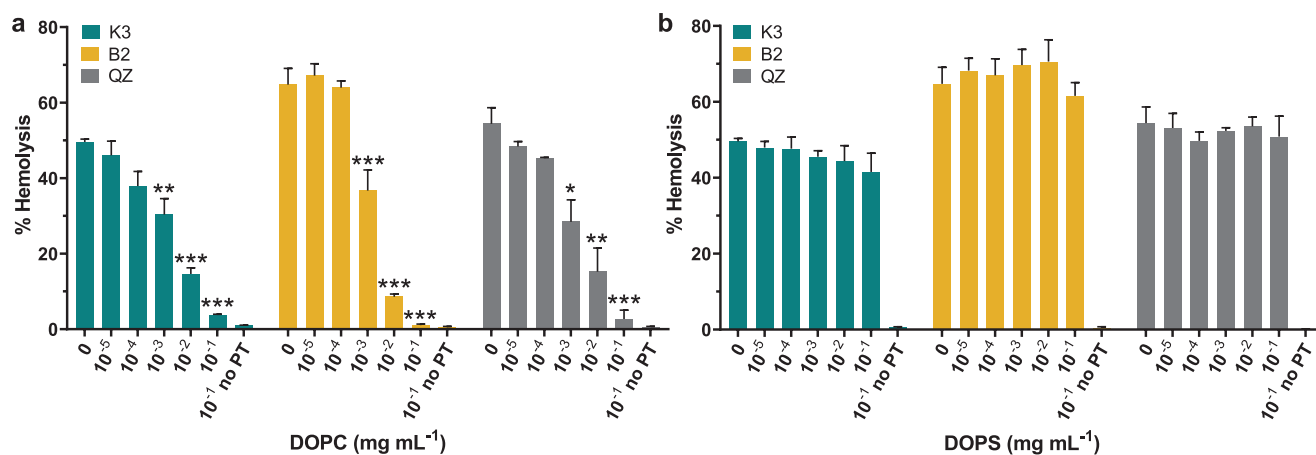 a
K3
B2
QZ
% Hemolysis
80
60
40
20
0
** *** *** *** *** *** * ** ***
0 10⁻⁵ 10⁻⁴ 10⁻³ 10⁻² 10⁻¹ 10⁻¹ no PT 0 10⁻⁵ 10⁻⁴ 10⁻³ 10⁻² 10⁻¹ 10⁻¹ no PT 0 10⁻⁵ 10⁻⁴ 10⁻³ 10⁻² 10⁻¹ 10⁻¹ no PT
DOPC (mg mL⁻¹)
b
K3
B2
QZ
% Hemolysis
80
60
40
20
0
0 10⁻⁵ 10⁻⁴ 10⁻³ 10⁻² 10⁻¹ 10⁻¹ no PT 0 10⁻⁵ 10⁻⁴ 10⁻³ 10⁻² 10⁻¹ 10⁻¹ no PT 0 10⁻⁵ 10⁻⁴ 10⁻³ 10⁻² 10⁻¹ 10⁻¹ no PT
DOPS (mg mL⁻¹)